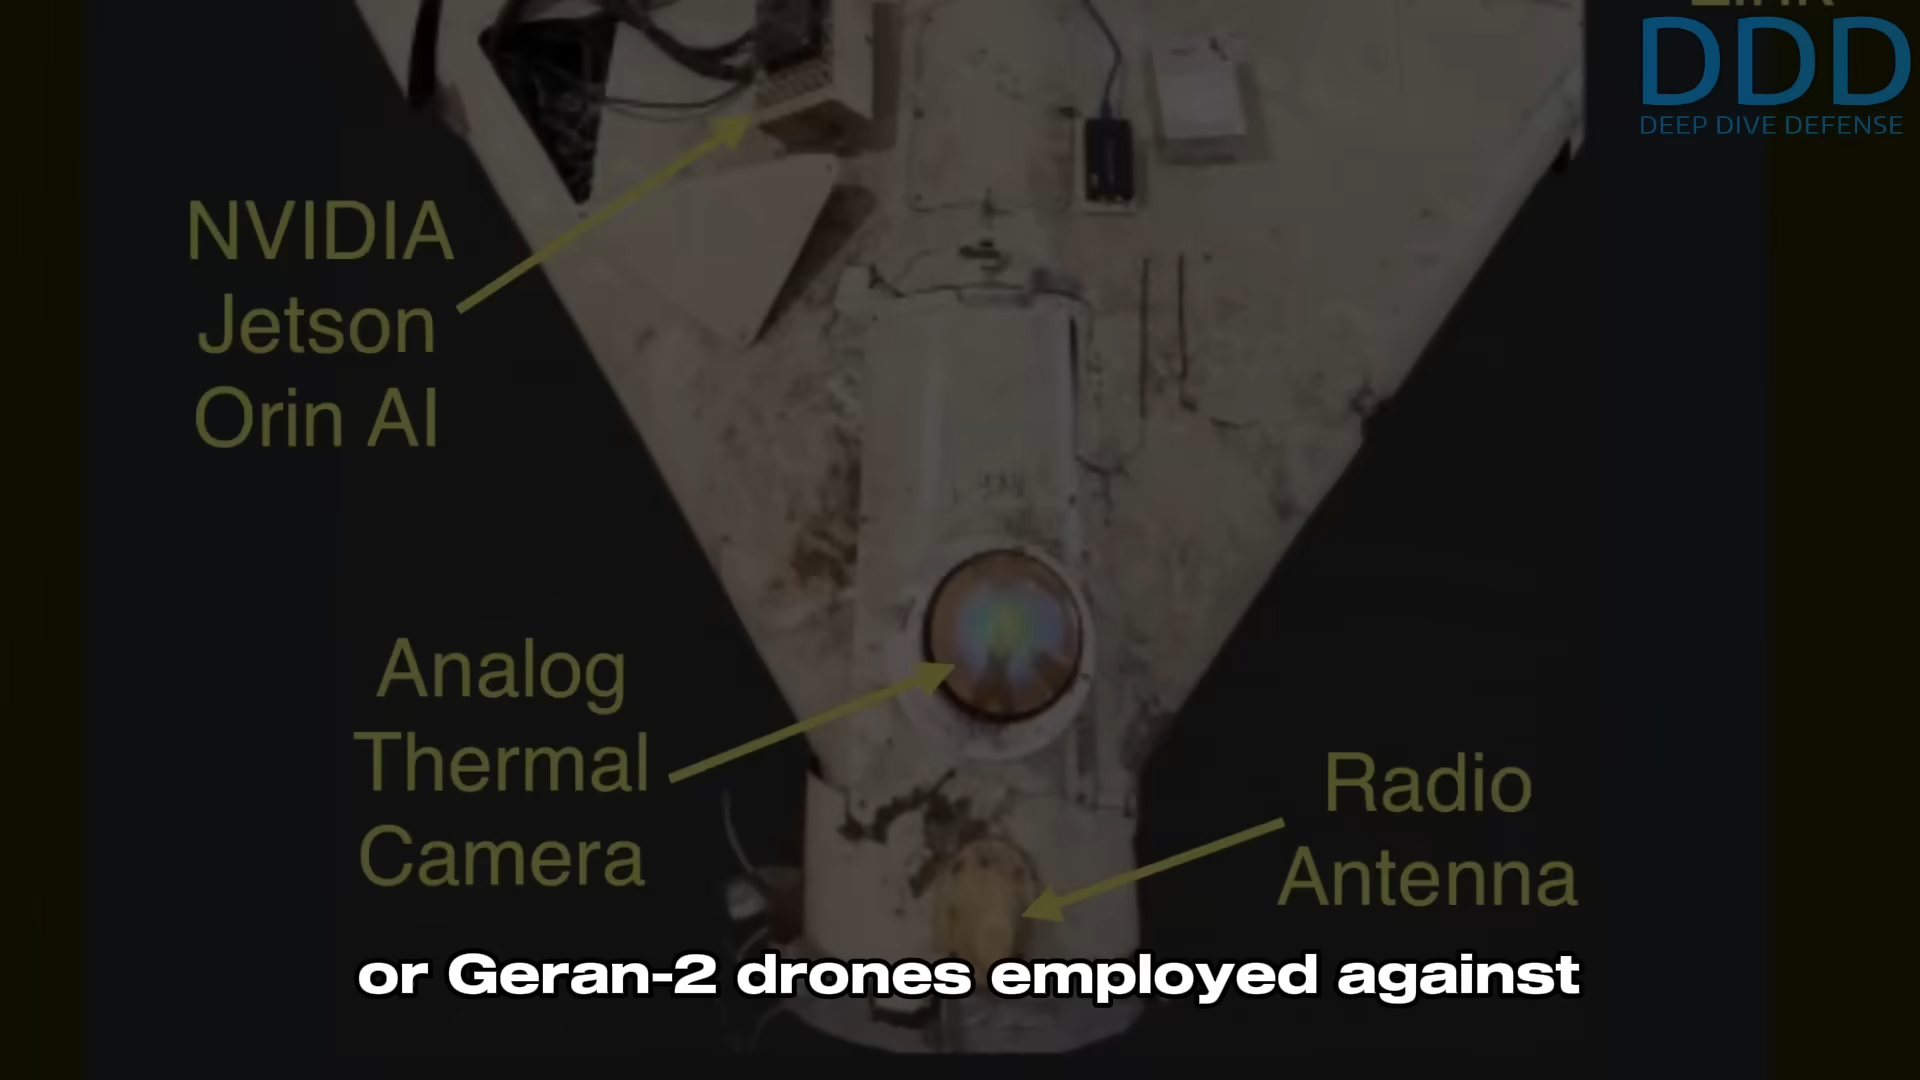 DDD
DEEP DIVE DEFENSE
NVIDIA
Jetson
Orin AI
Analog
Thermal
Camera
Radio
Antenna
or Geran-2 drones employed against